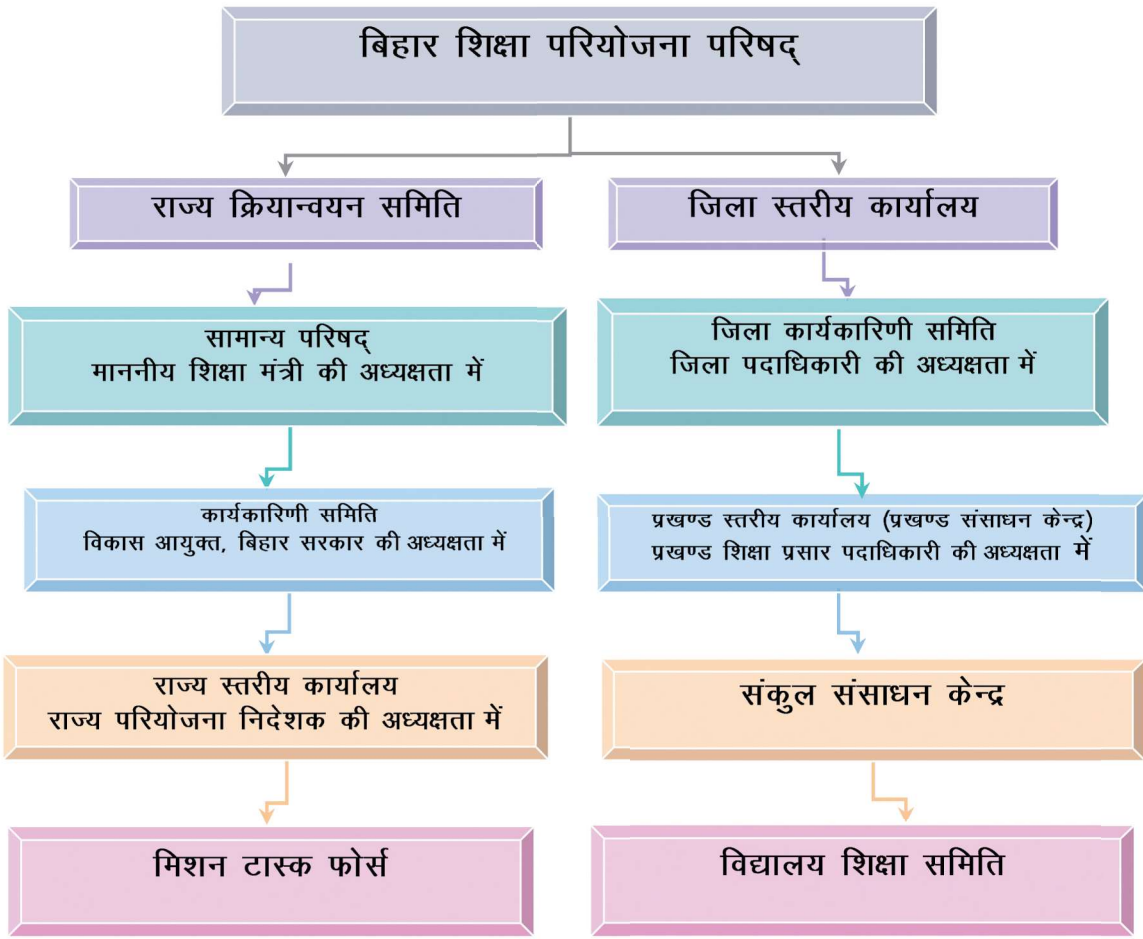 बिहार शिक्षा परियोजना परिषद्
राज्य क्रियान्वयन समिति
जिला स्तरीय कार्यालय
सामान्य परिषद्
माननीय शिक्षा मंत्री की अध्यक्षता में
जिला कार्यकारिणी समिति
जिला पदाधिकारी की अध्यक्षता में
कार्यकारिणी समिति
विकास आयुक्त, बिहार सरकार की अध्यक्षता में
प्रखण्ड स्तरीय कार्यालय (प्रखण्ड संसाधन केन्द्र)
प्रखण्ड शिक्षा प्रसार पदाधिकारी की अध्यक्षता में
राज्य स्तरीय कार्यालय
राज्य परियोजना निदेशक की अध्यक्षता में
संकुल संसाधन केन्द्र
मिशन टास्क फोर्स
विद्यालय शिक्षा समिति